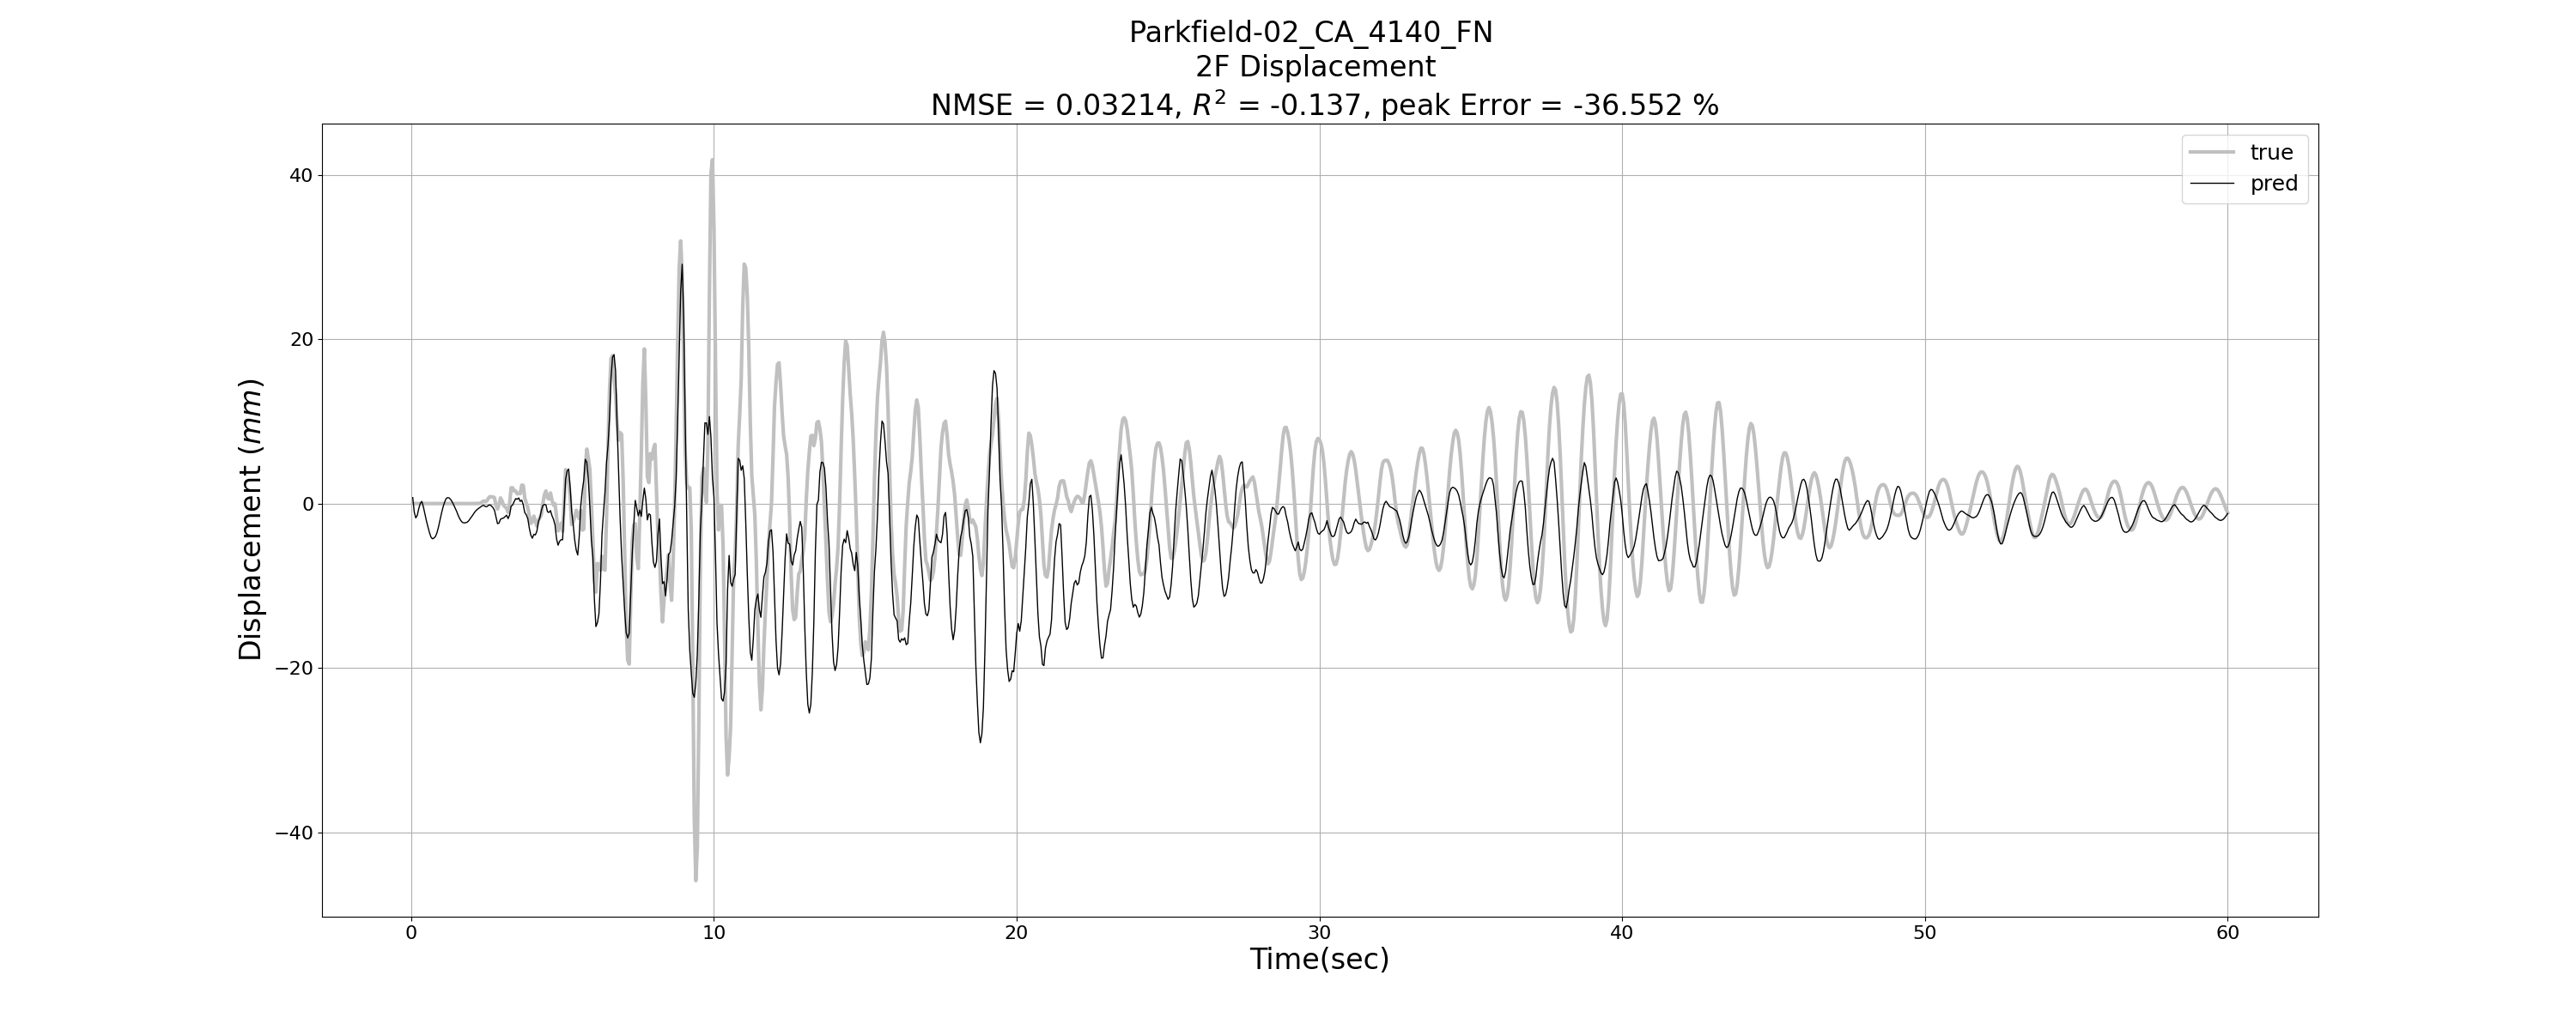 Parkfield-02_CA_4140_FN
2F Displacement
NMSE = 0.03214, R² = -0.137, peak Error = -36.552 %
true
pred
40
20
0
−20
−40
Displacement (mm)
0 10 20 30 40 50 60
Time(sec)